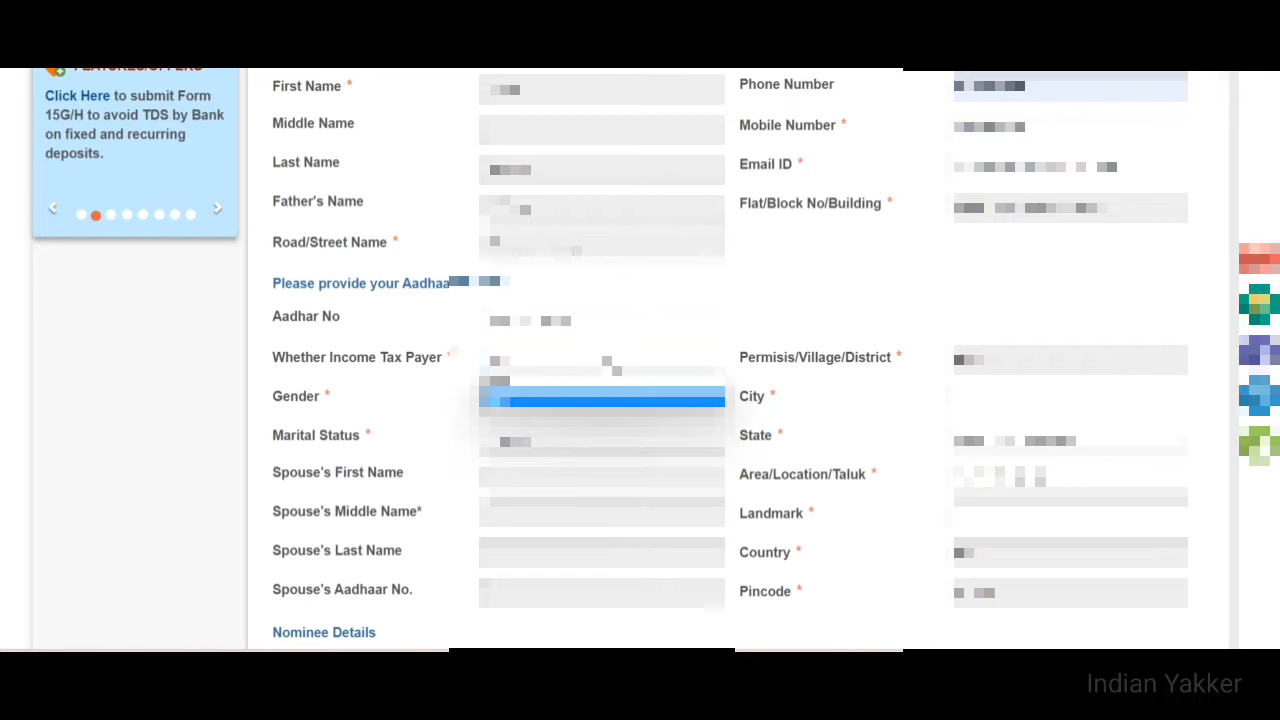 Click Here to submit Form
15G/H to avoid TDS by Bank
on fixed and recurring
deposits.
First Name *
Middle Name
Last Name
Father's Name
Road/Street Name *
Please provide your Aadhaa
Aadhar No
Whether Income Tax Payer
Gender *
Marital Status *
Spouse's First Name
Spouse's Middle Name*
Spouse's Last Name
Spouse's Aadhaar No.
Nominee Details
Phone Number
Mobile Number *
Email ID *
Flat/Block No/Building *
Permisis/Village/District *
City *
State *
Area/Location/Taluk *
Landmark *
Country *
Pincode *
Indian Yakker